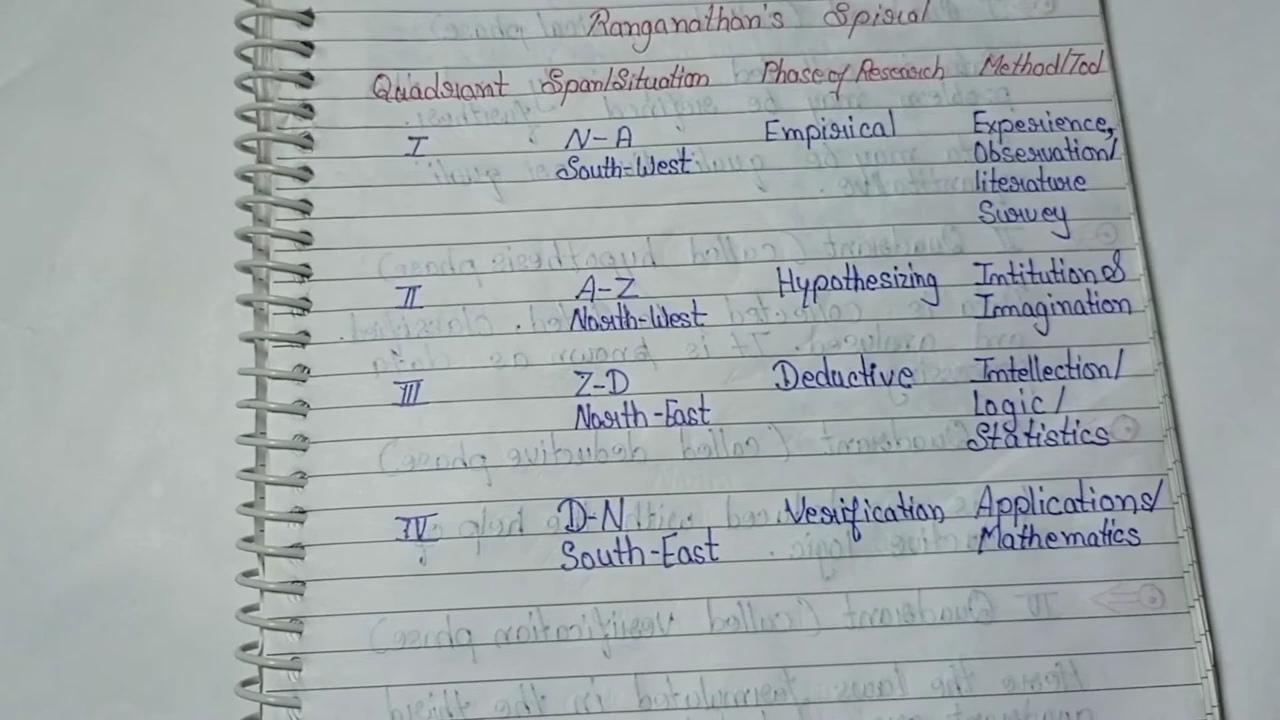 Ranganathan's Spiral
Quadrant Span/Situation Phase of Research Method/Tool
I N-A Empirical Experience,
South-West Observation/
literature
Survey
II A-Z Hypothesizing Intitution &
North-West Imagination
III Z-D Deductive Intellection/
North-East Logic/
Statistics
IV D-N Verification Applications/
South-East Mathematics